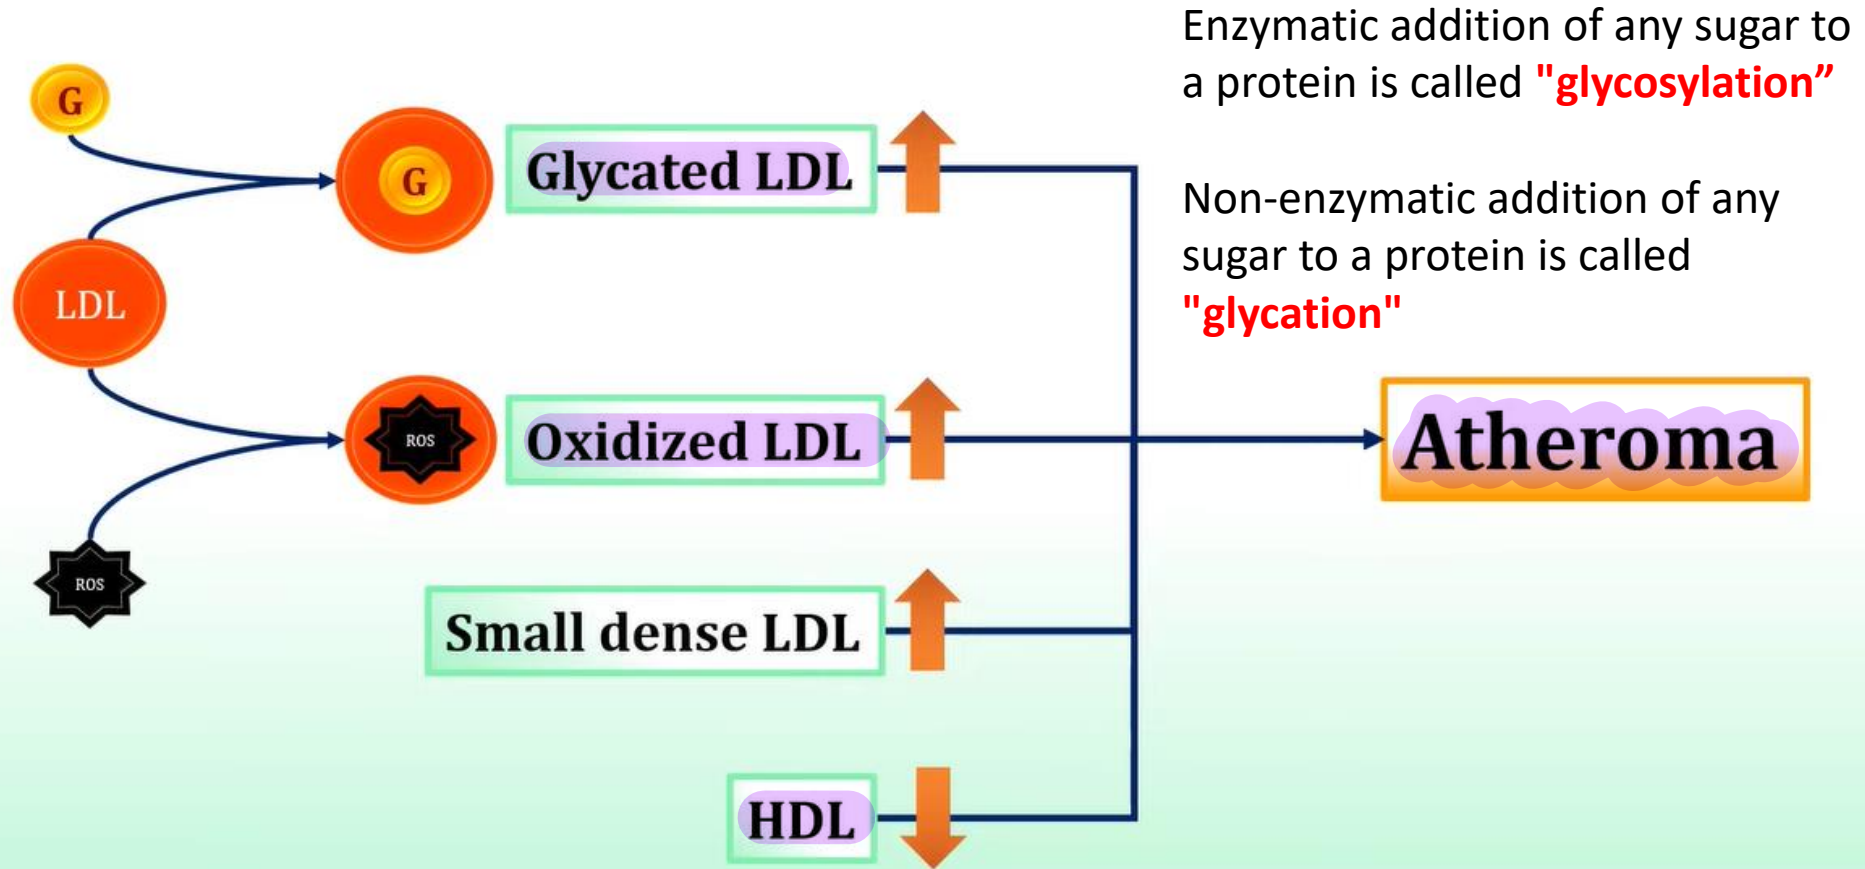 Enzymatic addition of any sugar to
a protein is called "glycosylation”
Non-enzymatic addition of any
sugar to a protein is called
"glycation"
G
G
Glycated LDL
LDL
ROS
Oxidized LDL
Atheroma
ROS
Small dense LDL
HDL